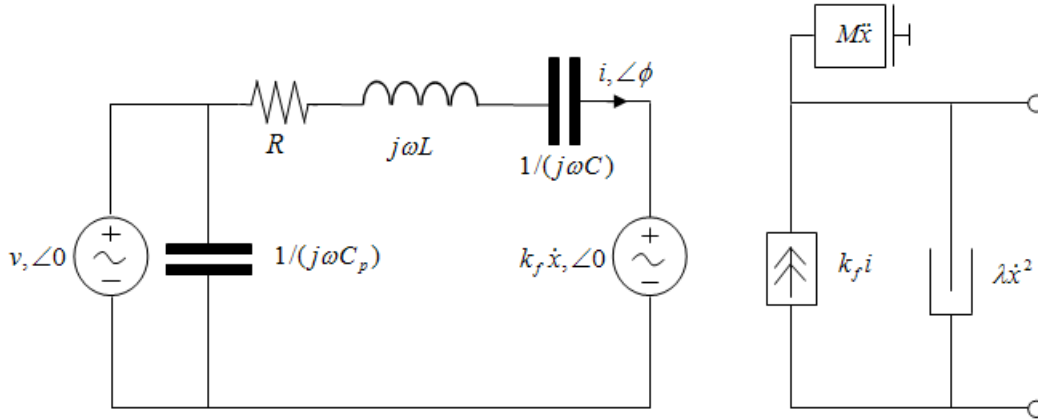 Mẍ
i,∠ϕ
R
jωL
1/(jωC)
v,∠0
+
−
1/(jωC_p)
k_f ẋ,∠0
+
−
k_f i
λẋ²